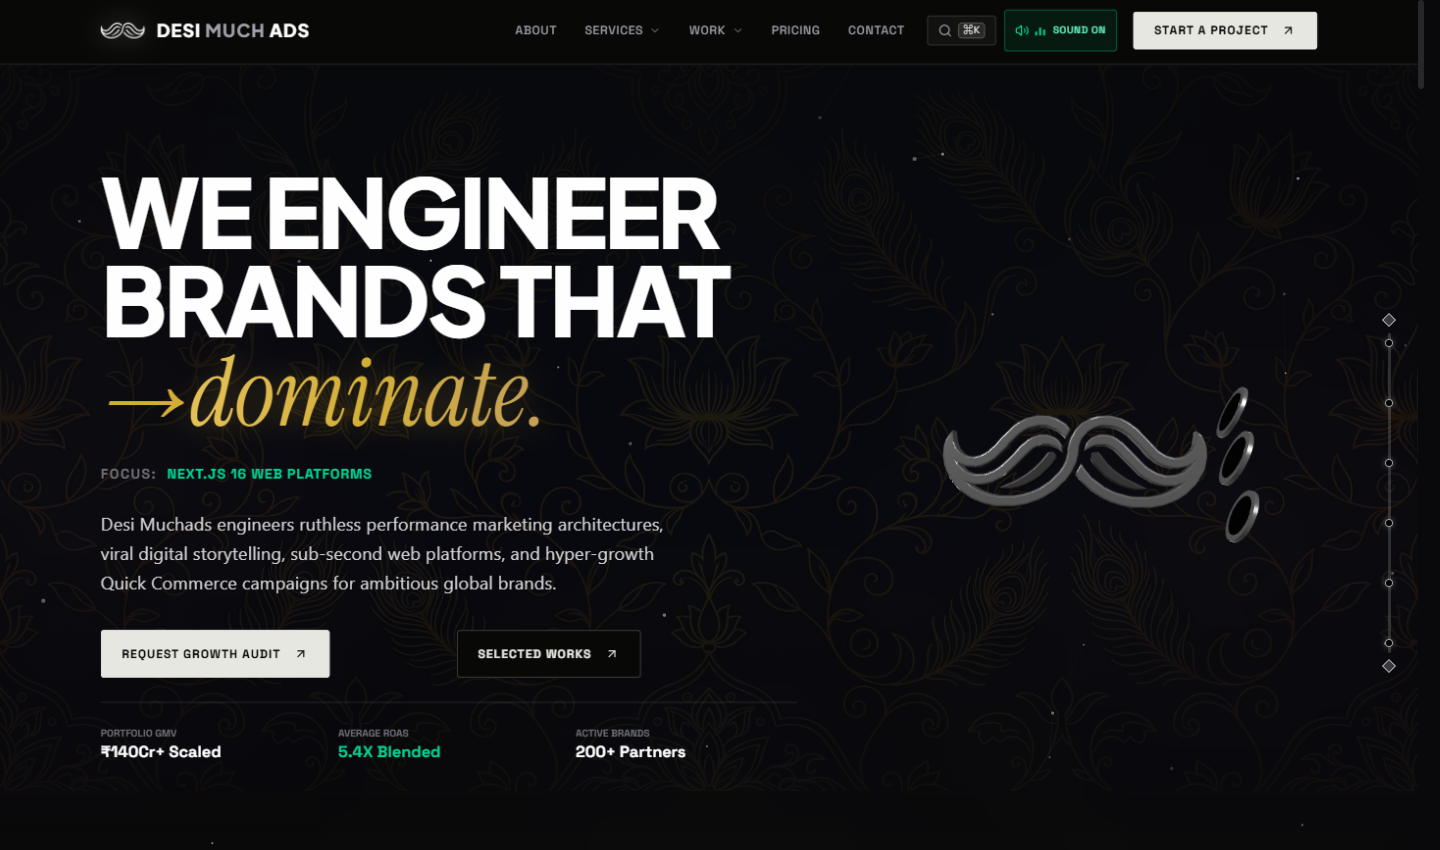 DESI MUCH ADS
ABOUT
SERVICES
WORK
PRICING
CONTACT
⌘K
SOUND ON
START A PROJECT
WE ENGINEER
BRANDS THAT
→dominate.
FOCUS: NEXT.JS 16 WEB PLATFORMS
Desi Muchads engineers ruthless performance marketing architectures,
viral digital storytelling, sub-second web platforms, and hyper-growth
Quick Commerce campaigns for ambitious global brands.
REQUEST GROWTH AUDIT
SELECTED WORKS
PORTFOLIO GMV
₹140Cr+ Scaled
AVERAGE ROAS
5.4X Blended
ACTIVE BRANDS
200+ Partners